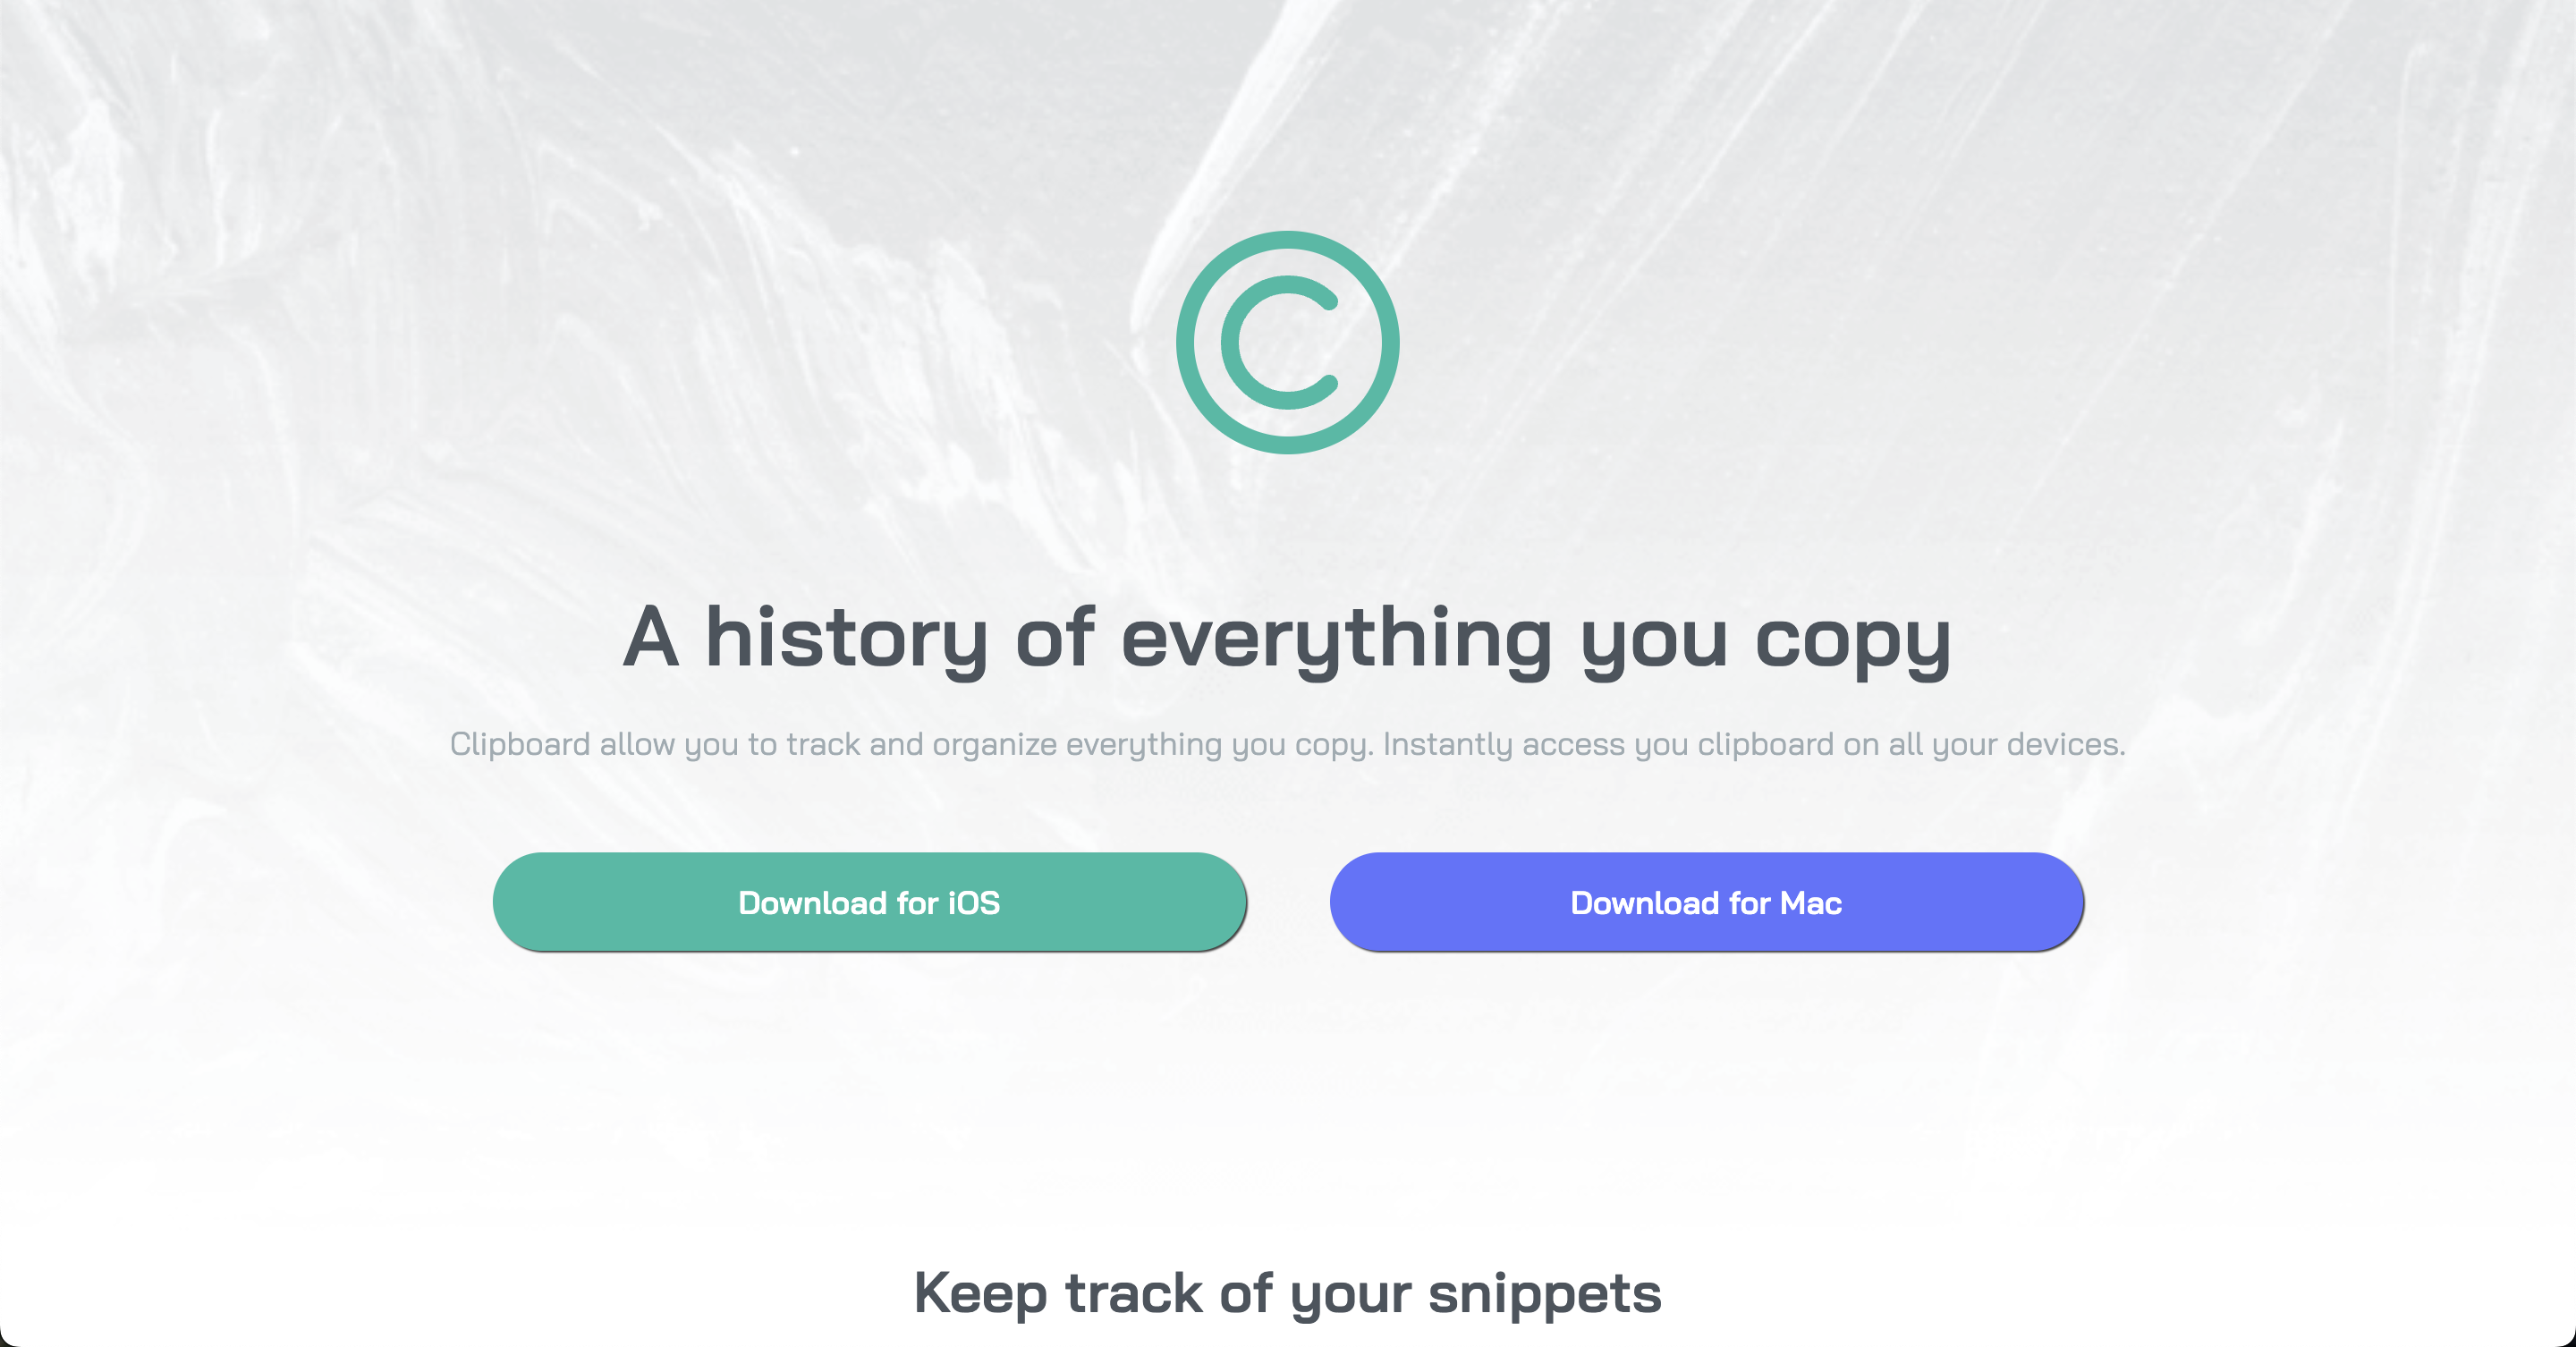 C
A history of everything you copy
Clipboard allow you to track and organize everything you copy. Instantly access you clipboard on all your devices.
Download for iOS
Download for Mac
Keep track of your snippets